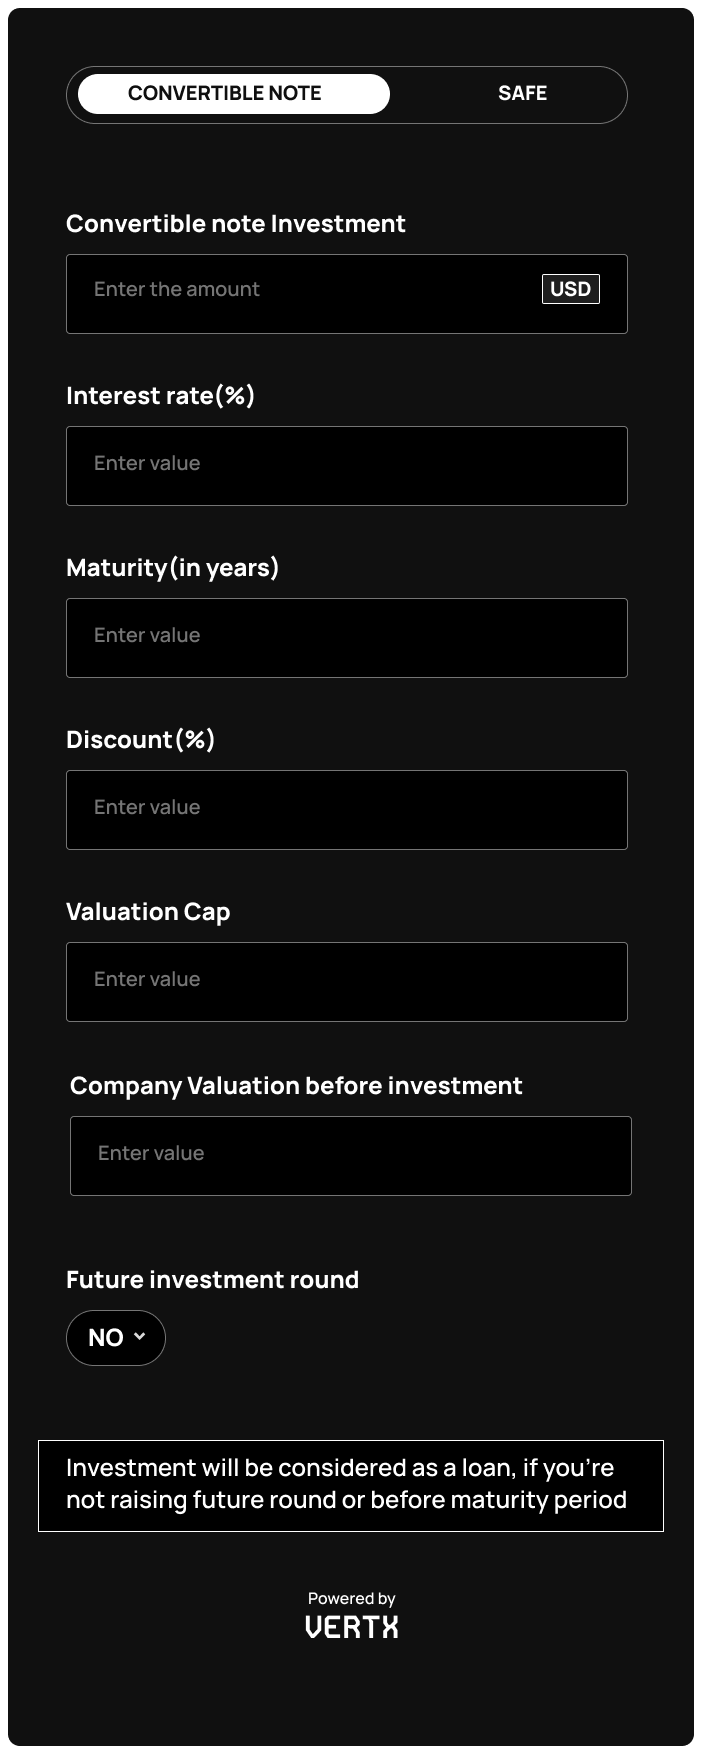 CONVERTIBLE NOTE SAFE
Convertible note Investment
Enter the amount USD
Interest rate(%)
Enter value
Maturity(in years)
Enter value
Discount(%)
Enter value
Valuation Cap
Enter value
Company Valuation before investment
Enter value
Future investment round
NO
Investment will be considered as a loan, if you’re
not raising future round or before maturity period
Powered by
VERTX